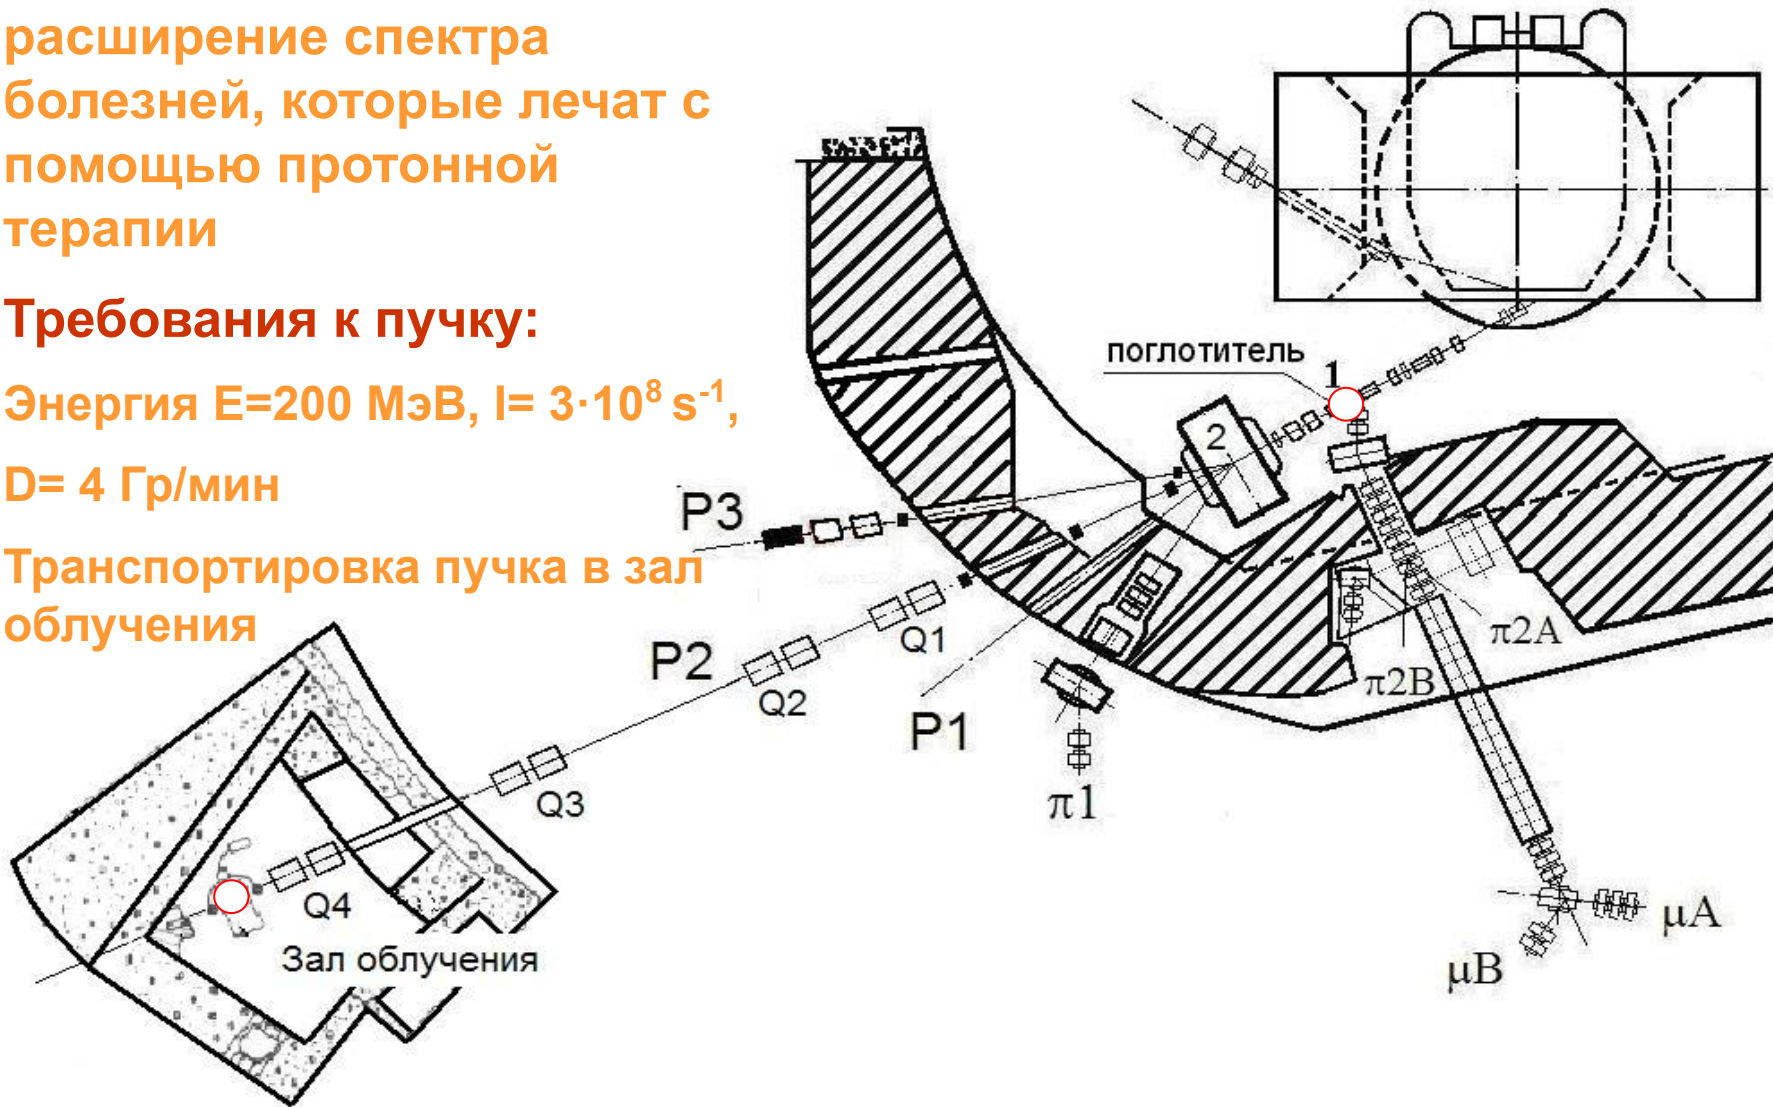 расширение спектра
болезней, которые лечат с
помощью протонной
терапии
Требования к пучку:
Энергия E=200 МэВ, I= 3·10⁸ s⁻¹,
D= 4 Гр/мин
Транспортировка пучка в зал
облучения
поглотитель
1
2
P3
P2
P1
Q1
Q2
Q3
Q4
π1
π2A
π2B
μA
μB
Зал облучения